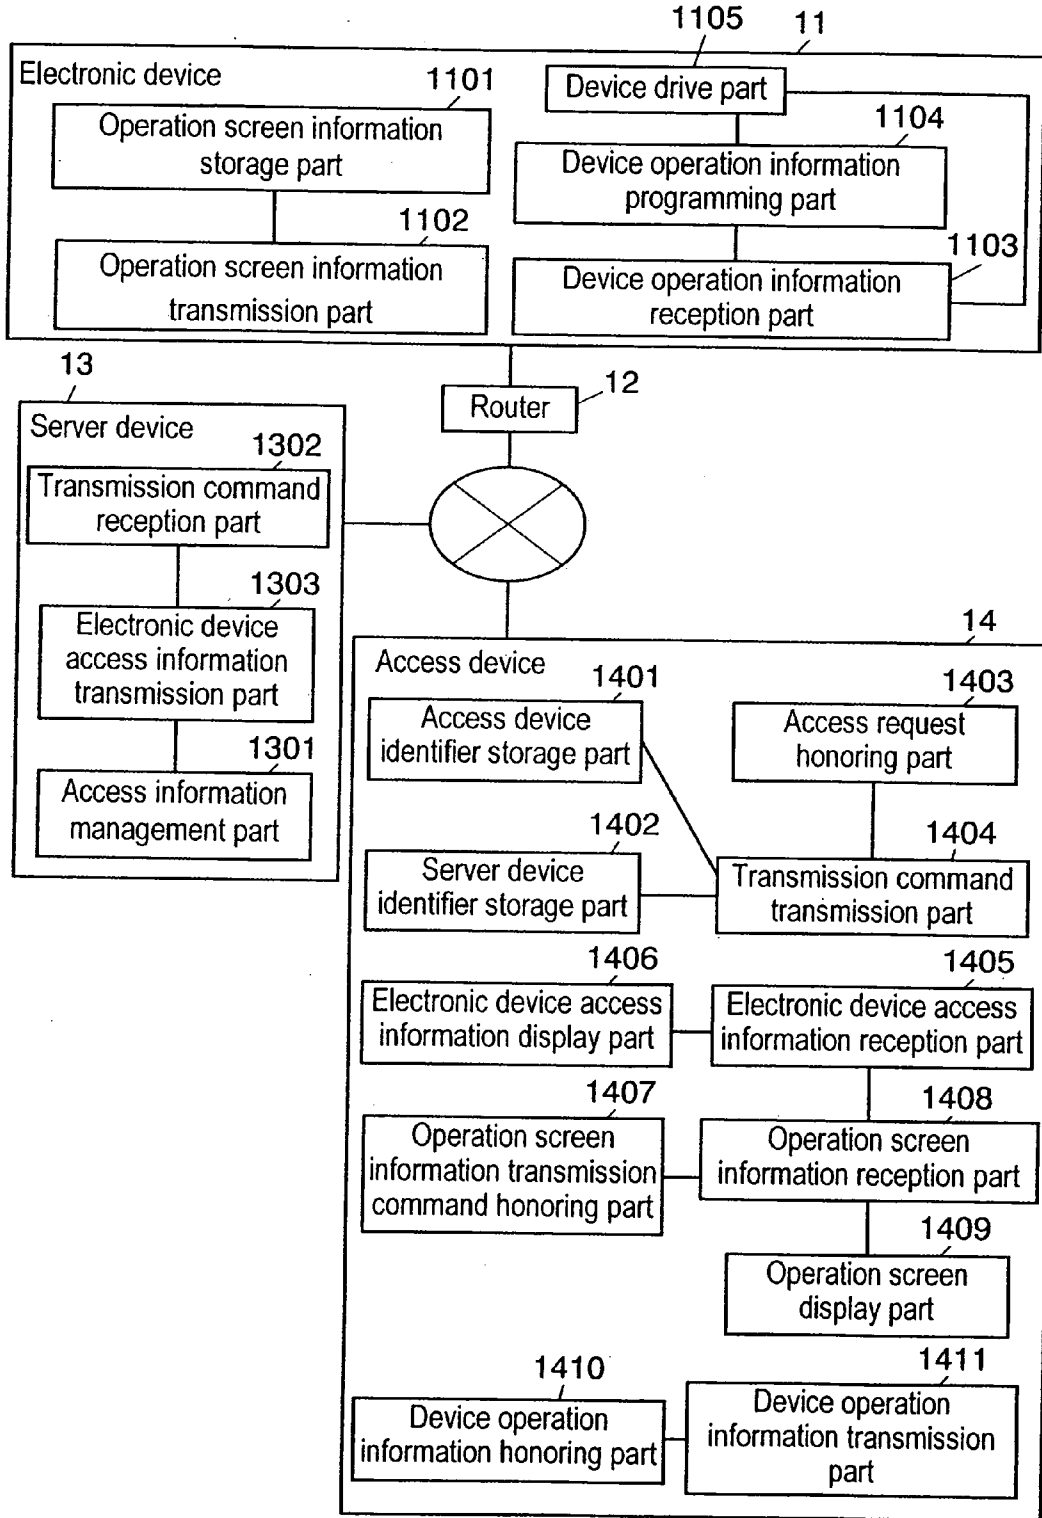 1105
11
Electronic device
1101
Device drive part
Operation screen information
storage part
1104
Device operation information
programming part
1102
Operation screen information
transmission part
1103
Device operation information
reception part
13
Router
12
Server device
1302
Transmission command
reception part
1303
Electronic device
access information
transmission part
1301
Access information
management part
14
Access device
1401
Access device
identifier storage part
1403
Access request
honoring part
1402
Server device
identifier storage part
1404
Transmission command
transmission part
1406
Electronic device access
information display part
1405
Electronic device access
information reception part
1407
Operation screen
information transmission
command honoring part
1408
Operation screen
information reception part
1409
Operation screen
display part
1410
Device operation
information honoring part
1411
Device operation
information transmission
part